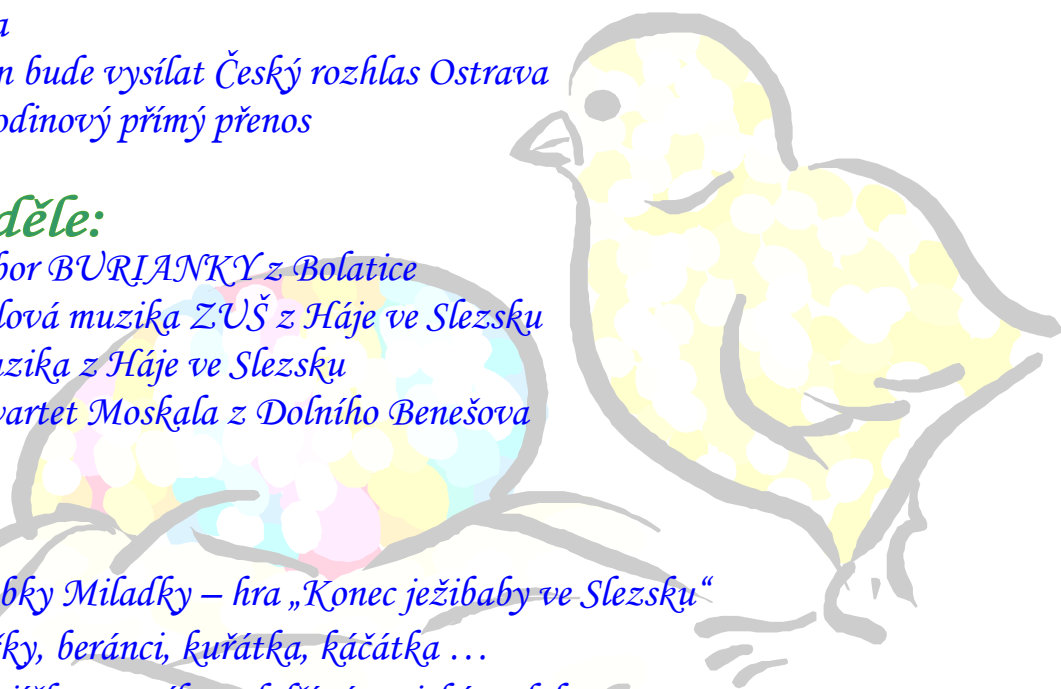 a
n bude vysílat Český rozhlas Ostrava
odinový přímý přenos
děle:
bor BURIANKY z Bolatice
lová muzika ZUŠ z Háje ve Slezsku
uzika z Háje ve Slezsku
vartet Moskala z Dolního Benešova
bky Miladky – hra „Konec ježibaby ve Slezsku“
ky, beránci, kuřátka, káčátka …